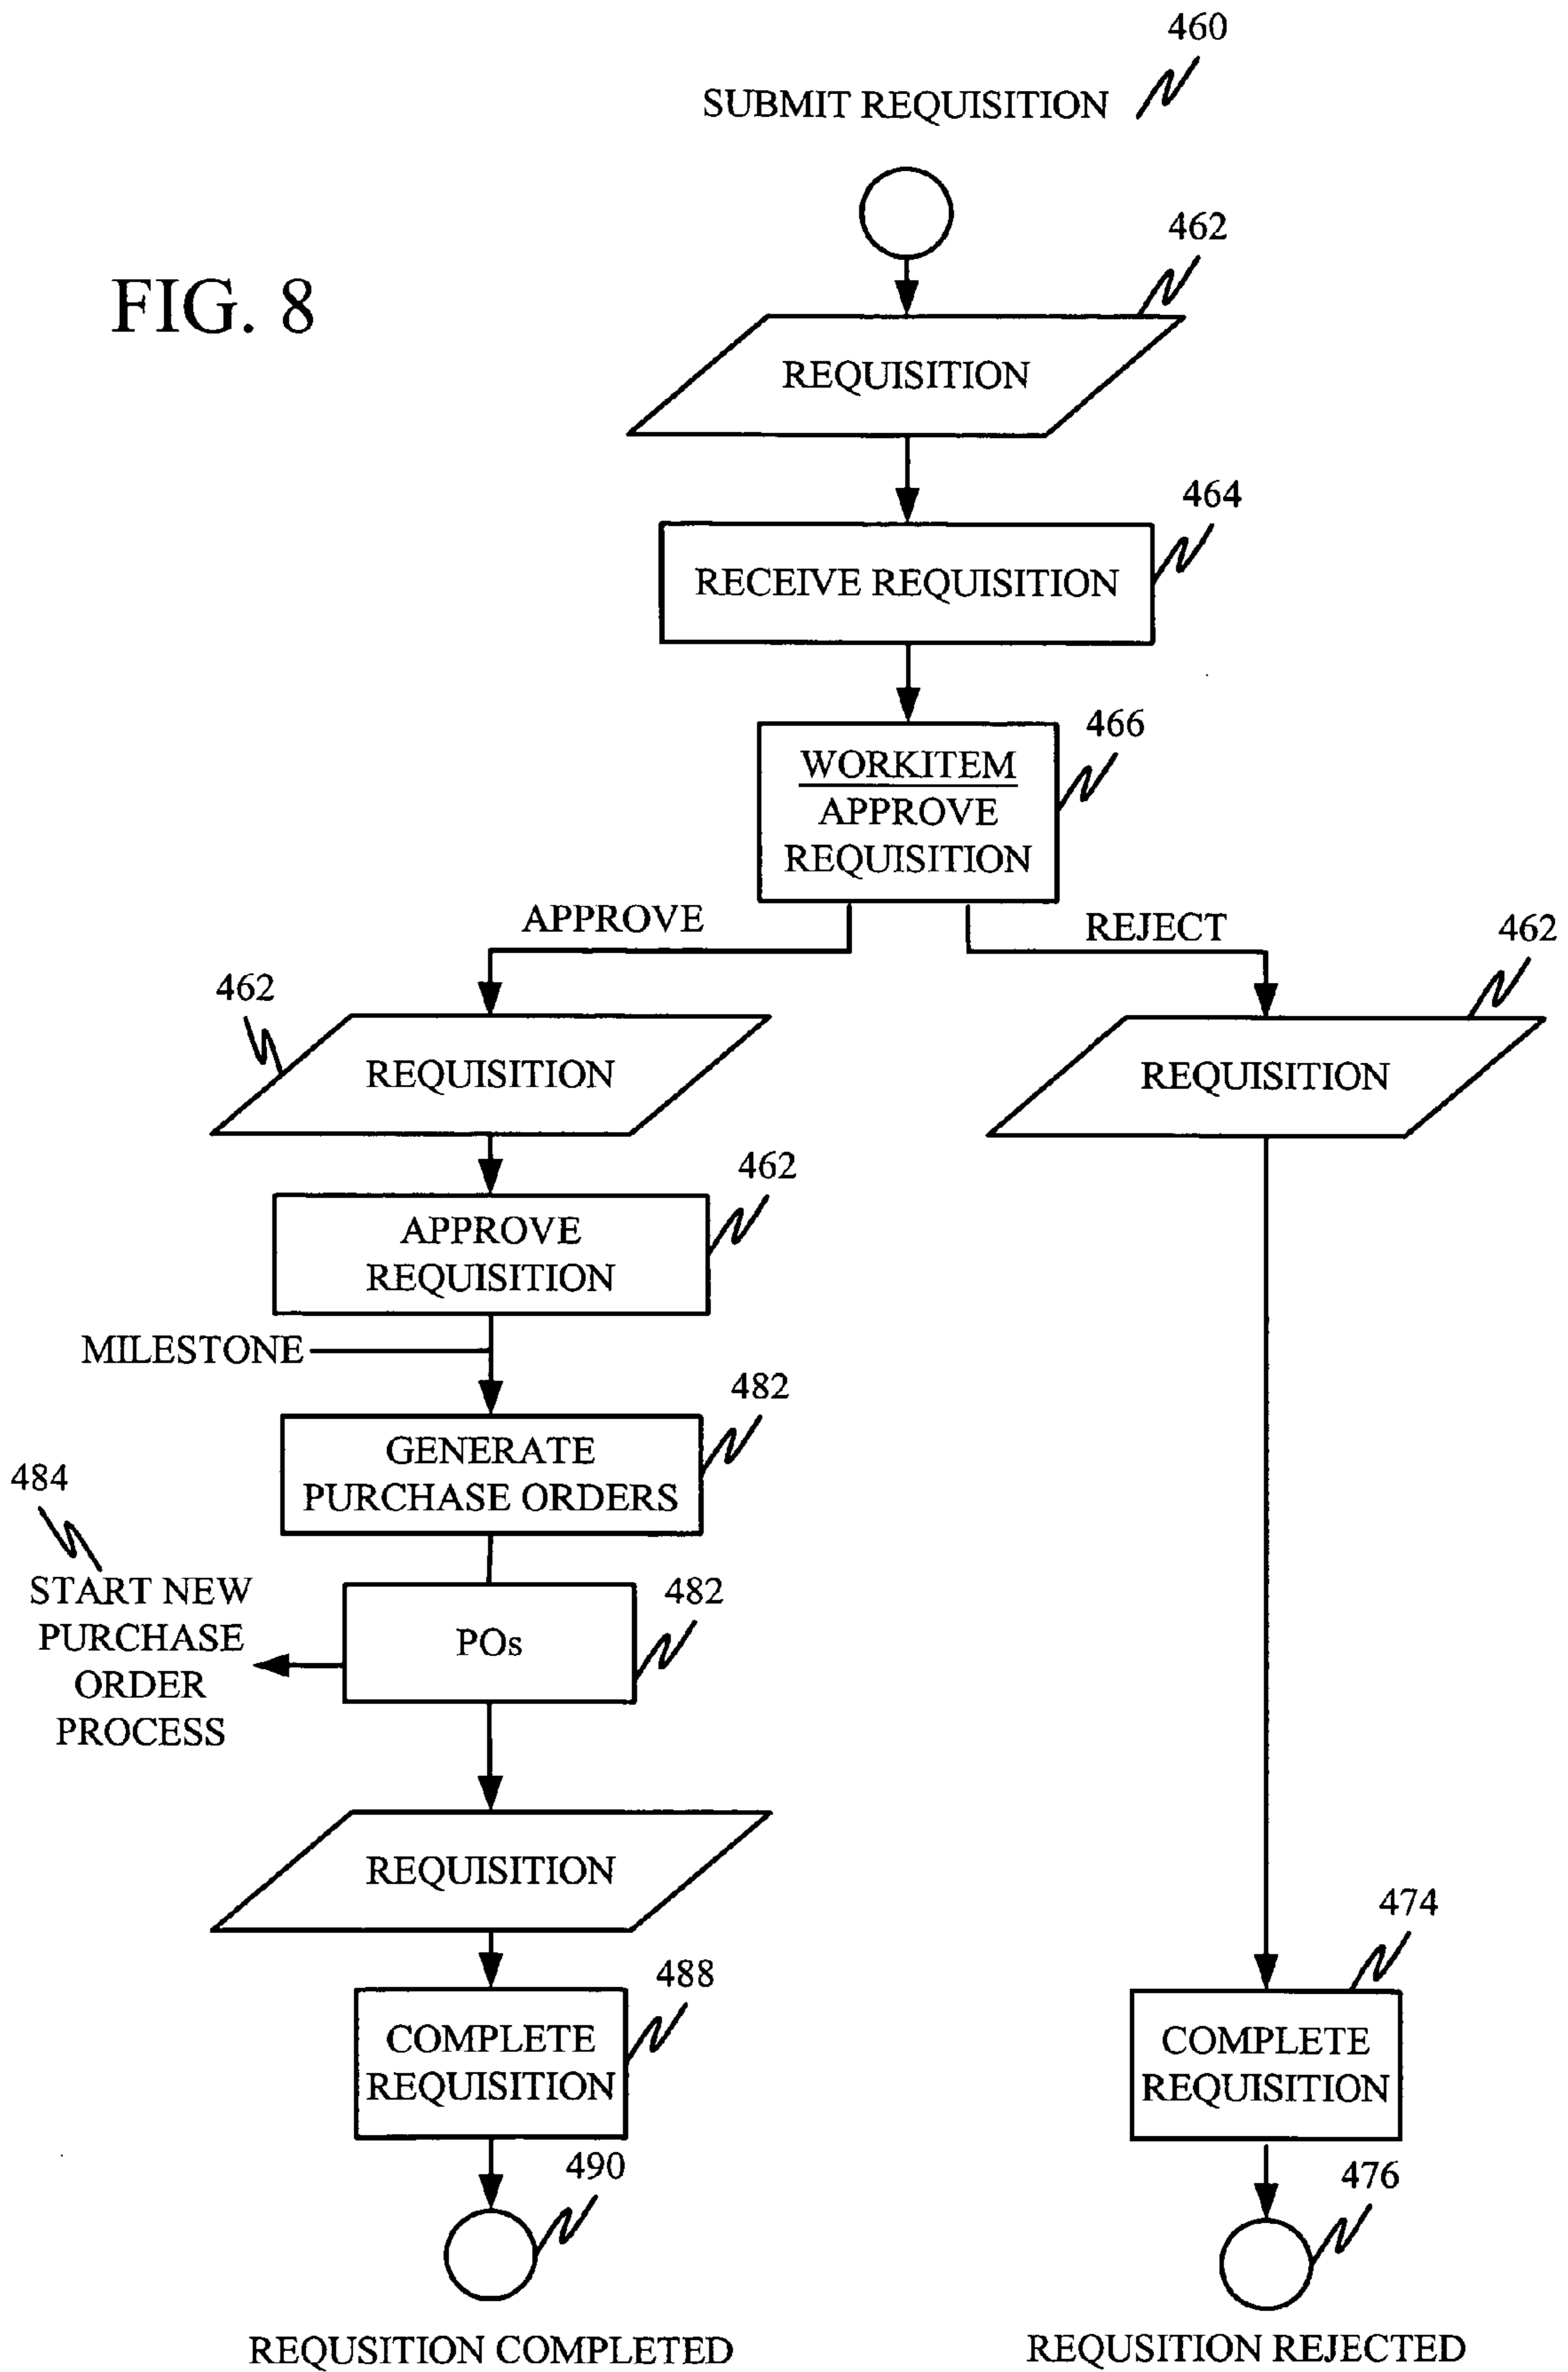 460
SUBMIT REQUISITION
462
FIG. 8
REQUISITION
464
RECEIVE REQUISITION
466
WORKITEM
APPROVE
REQUISITION
APPROVE
REJECT
462
462
REQUISITION
REQUISITION
462
APPROVE
REQUISITION
MILESTONE
482
GENERATE
PURCHASE ORDERS
484
START NEW
PURCHASE
ORDER
PROCESS
482
POs
REQUISITION
474
488
COMPLETE
REQUISITION
COMPLETE
REQUISITION
490
476
REQUSITION COMPLETED
REQUSITION REJECTED